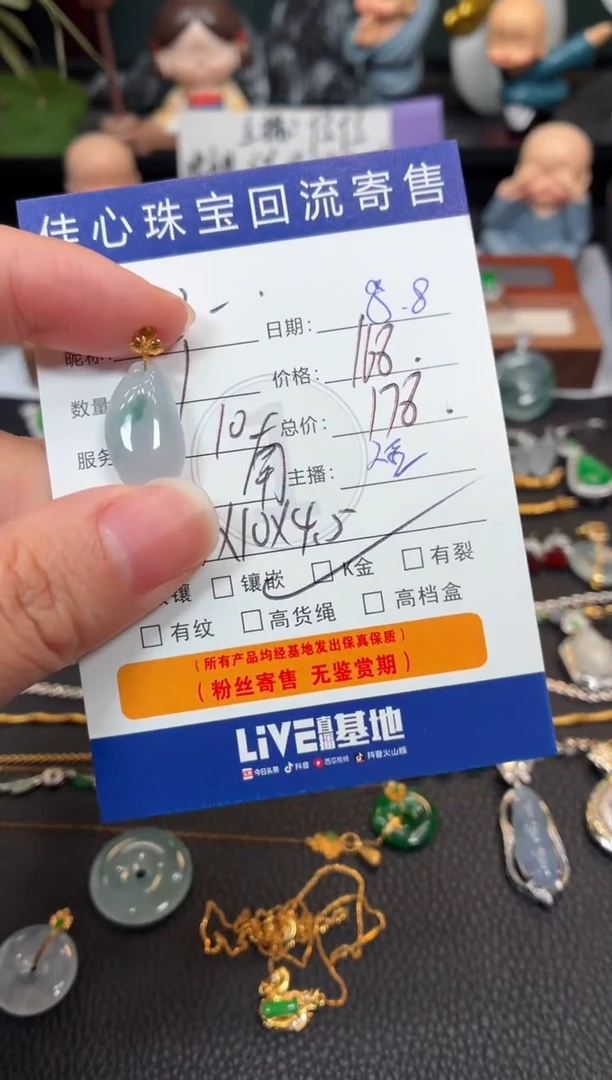 佳心珠宝回流寄售
昵称:
日期: 8.8
数量 1
价格: 168.
服务 10
总价: 178.
南
主播:
X10X4.5
镶 □ 镶嵌 □ K金 □ 有裂
□ 有纹 □ 高货绳 □ 高档盒
(所有产品均经基地发出保真保质)
(粉丝寄售 无鉴赏期)
LiVE直播基地
今日头条 抖音 西瓜视频 抖音火山版